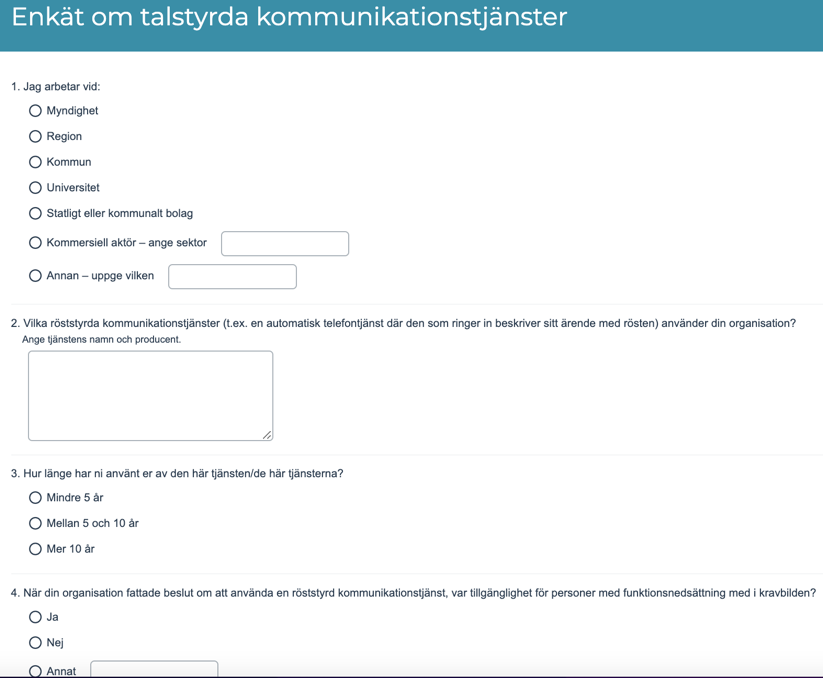 Enkät om talstyrda kommunikationstjänster
1. Jag arbetar vid:
Myndighet
Region
Kommun
Universitet
Statligt eller kommunalt bolag
Kommersiell aktör – ange sektor
Annan – uppge vilken
2. Vilka röststyrda kommunikationstjänster (t.ex. en automatisk telefontjänst där den som ringer in beskriver sitt ärende med rösten) använder din organisation?
Ange tjänstens namn och producent.
3. Hur länge har ni använt er av den här tjänsten/de här tjänsterna?
Mindre 5 år
Mellan 5 och 10 år
Mer 10 år
4. När din organisation fattade beslut om att använda en röststyrd kommunikationstjänst, var tillgänglighet för personer med funktionsnedsättning med i kravbilden?
Ja
Nej
Annat